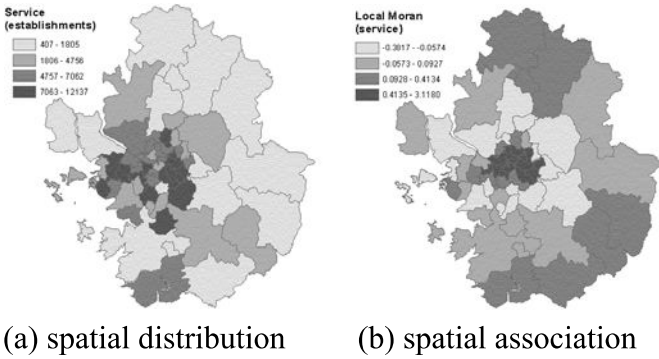 Service
(establishments)
407 - 1805
1806 - 4756
4757 - 7062
7063 - 12137
Local Moran
(service)
-0.3817 - -0.0574
-0.0573 - 0.0927
0.0928 - 0.4134
0.4135 - 3.1180
(a) spatial distribution
(b) spatial association